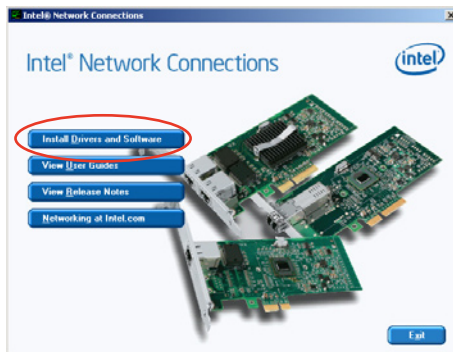 Intel® Network Connections
Intel® Network Connections
intel
Install Drivers and Software
View User Guides
View Release Notes
Networking at Intel.com
Exit